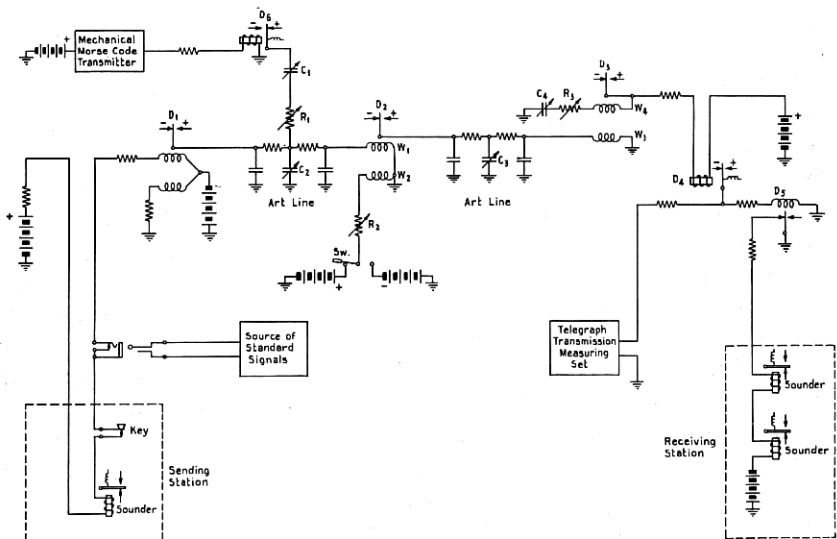 D6
- +
+
Mechanical
Morse Code
Transmitter
C1
R1
D1
- +
D2
- +
D3
- +
C4
R3
W4
W3
+
D4
- +
D5
C2
W1
W2
C3
Art Line
Art Line
R2
Sw.
+
-
+
Source of
Standard
Signals
Telegraph
Transmission
Measuring
Set
Key
Sending
Station
Sounder
Receiving
Station
Sounder
Sounder